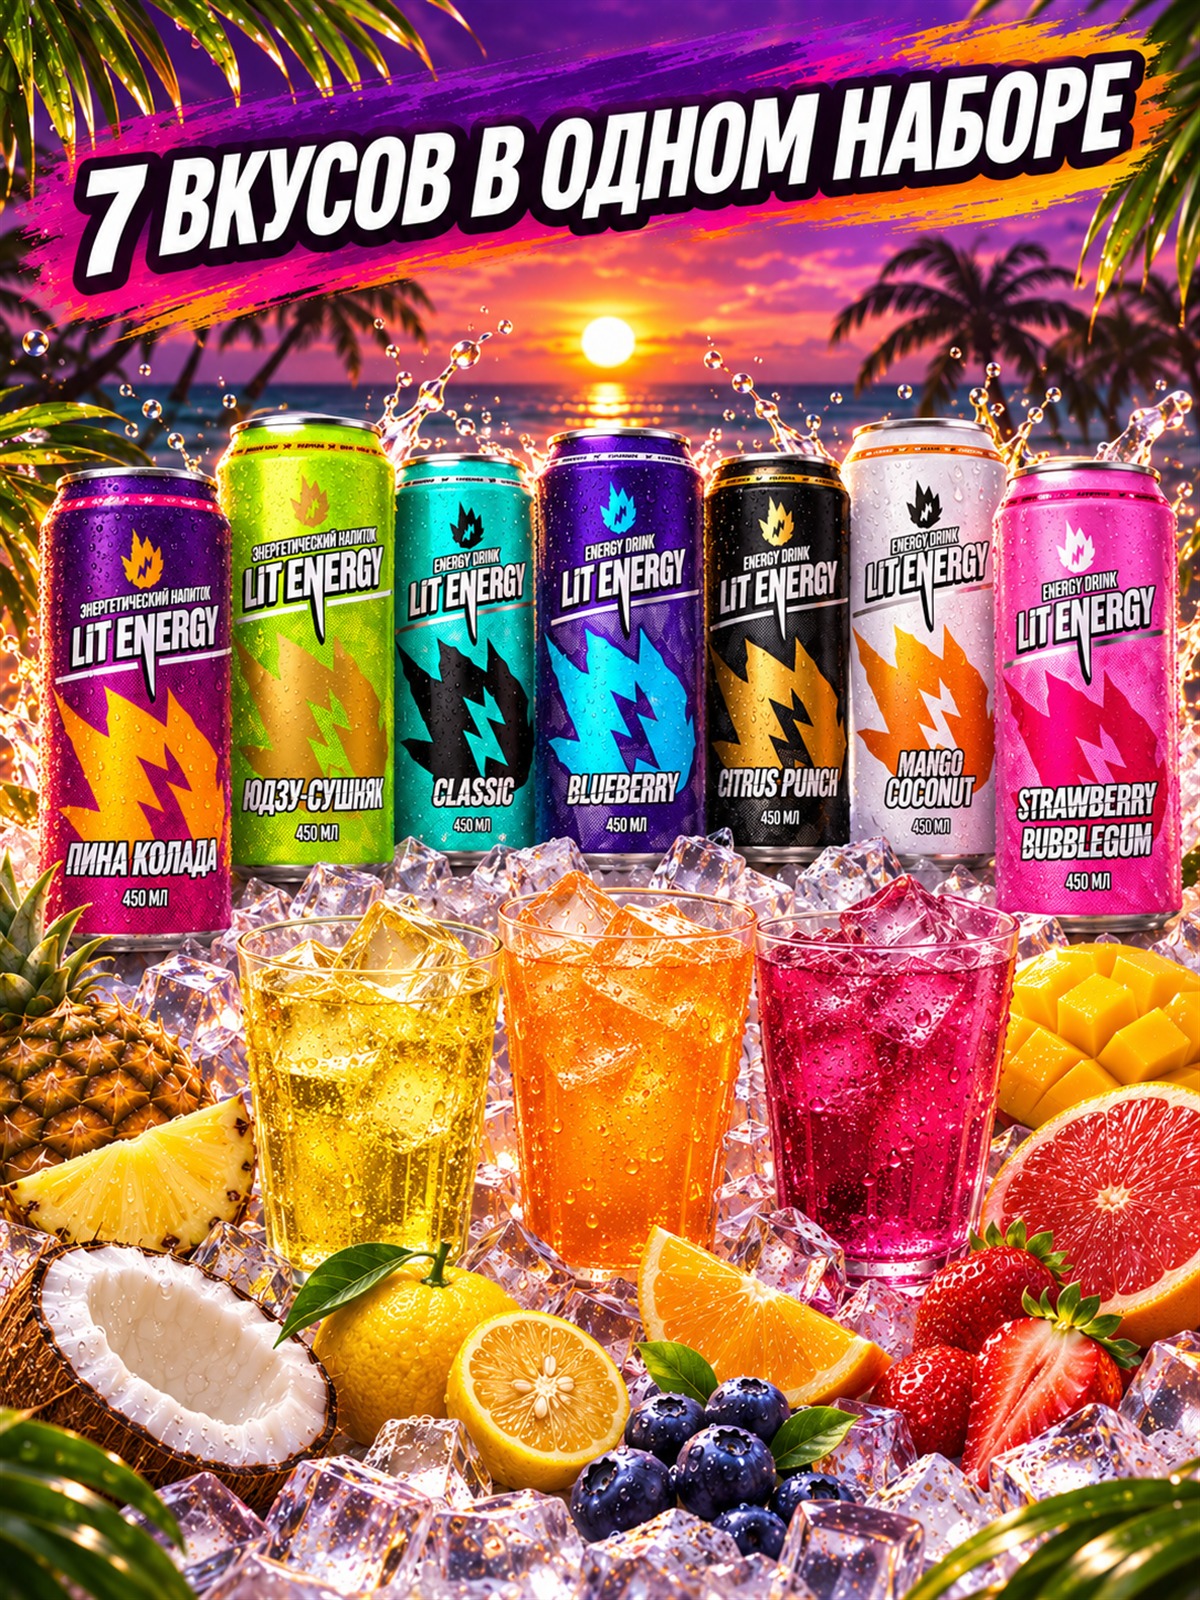 7 ВКУСОВ В ОДНОМ НАБОРЕ
ЭНЕРГЕТИЧЕСКИЙ НАПИТОК
LIT ENERGY
ПИНА КОЛАДА
450 МЛ
ЭНЕРГЕТИЧЕСКИЙ НАПИТОК
LIT ENERGY
ЮДЗУ-СУШНЯК
450 МЛ
ENERGY DRINK
LIT ENERGY
CLASSIC
450 МЛ
ENERGY DRINK
LIT ENERGY
BLUEBERRY
450 МЛ
ENERGY DRINK
LIT ENERGY
CITRUS PUNCH
450 МЛ
ENERGY DRINK
LIT ENERGY
MANGO
COCONUT
450 МЛ
ENERGY DRINK
LIT ENERGY
STRAWBERRY
BUBBLEGUM
450 МЛ